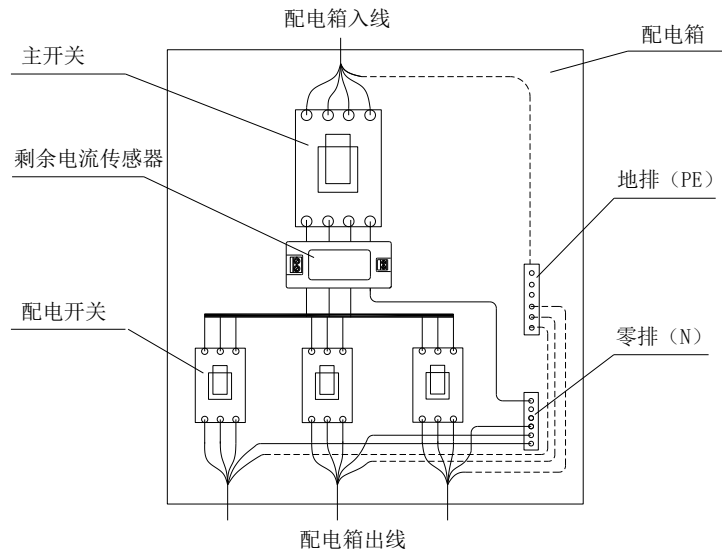 配电箱入线
主开关
配电箱
剩余电流传感器
地排（PE）
配电开关
零排（N）
配电箱出线